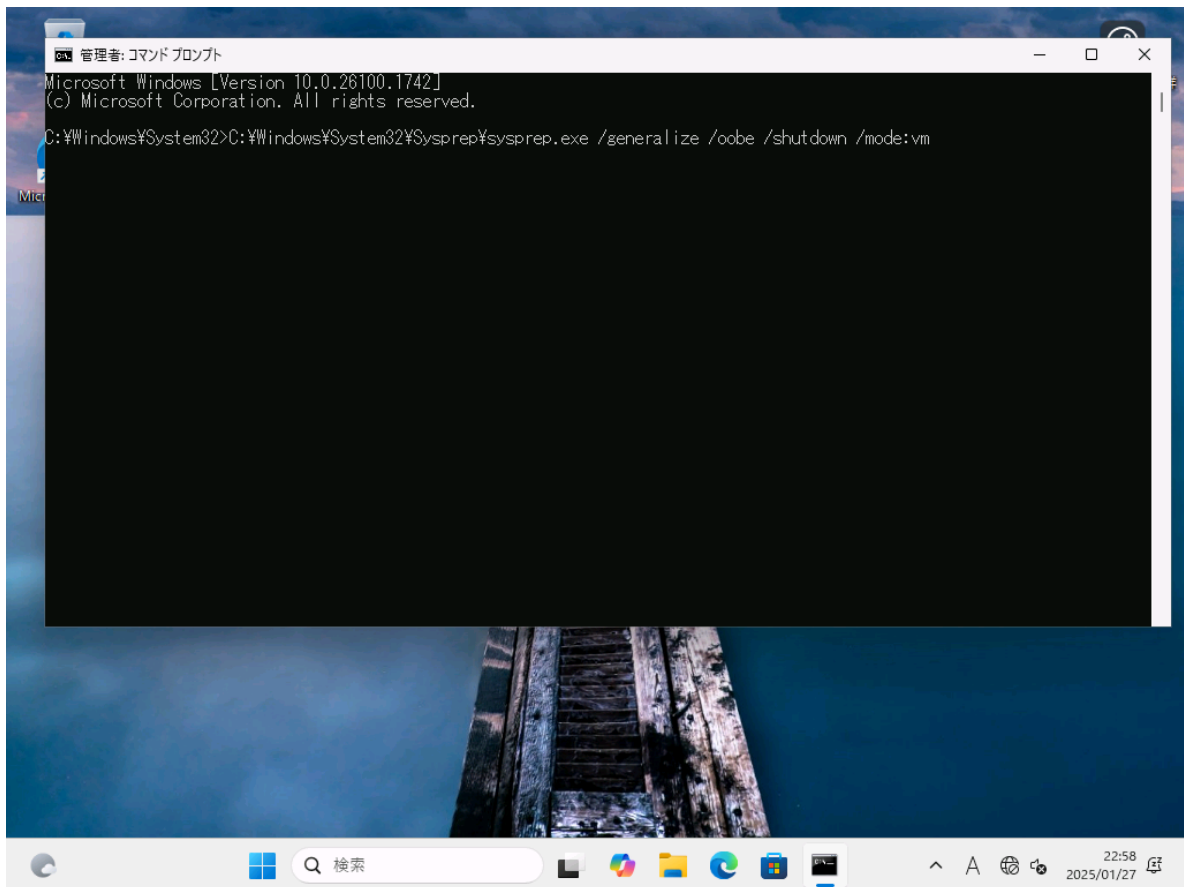 管理者: コマンド プロンプト
Microsoft Windows [Version 10.0.26100.1742]
(c) Microsoft Corporation. All rights reserved.
C:¥Windows¥System32>C:¥Windows¥System32¥Sysprep¥sysprep.exe /generalize /oobe /shutdown /mode:vm
検索
A
22:58
2025/01/27